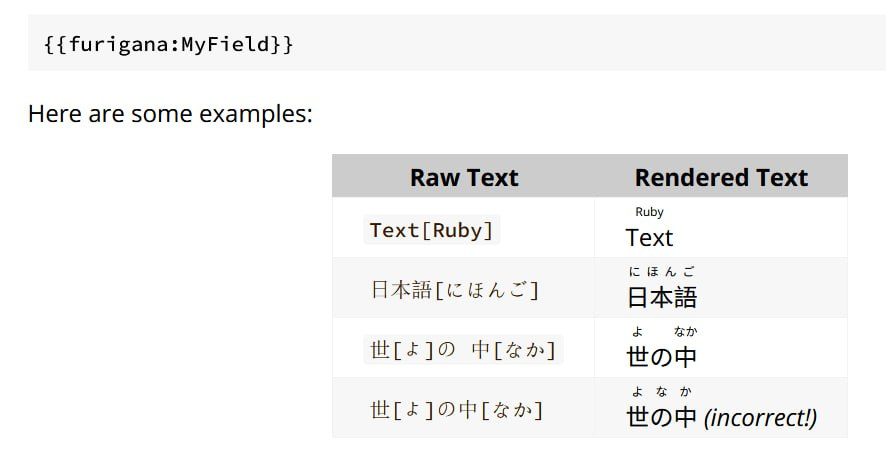 {{furigana:MyField}}
Here are some examples:
Raw Text Rendered Text
Ruby
Text[Ruby] Text
にほんご
日本語[にほんご] 日本語
よ なか
世[よ]の 中[なか] 世の中
よ なか
世[よ]の中[なか] 世の中 (incorrect!)